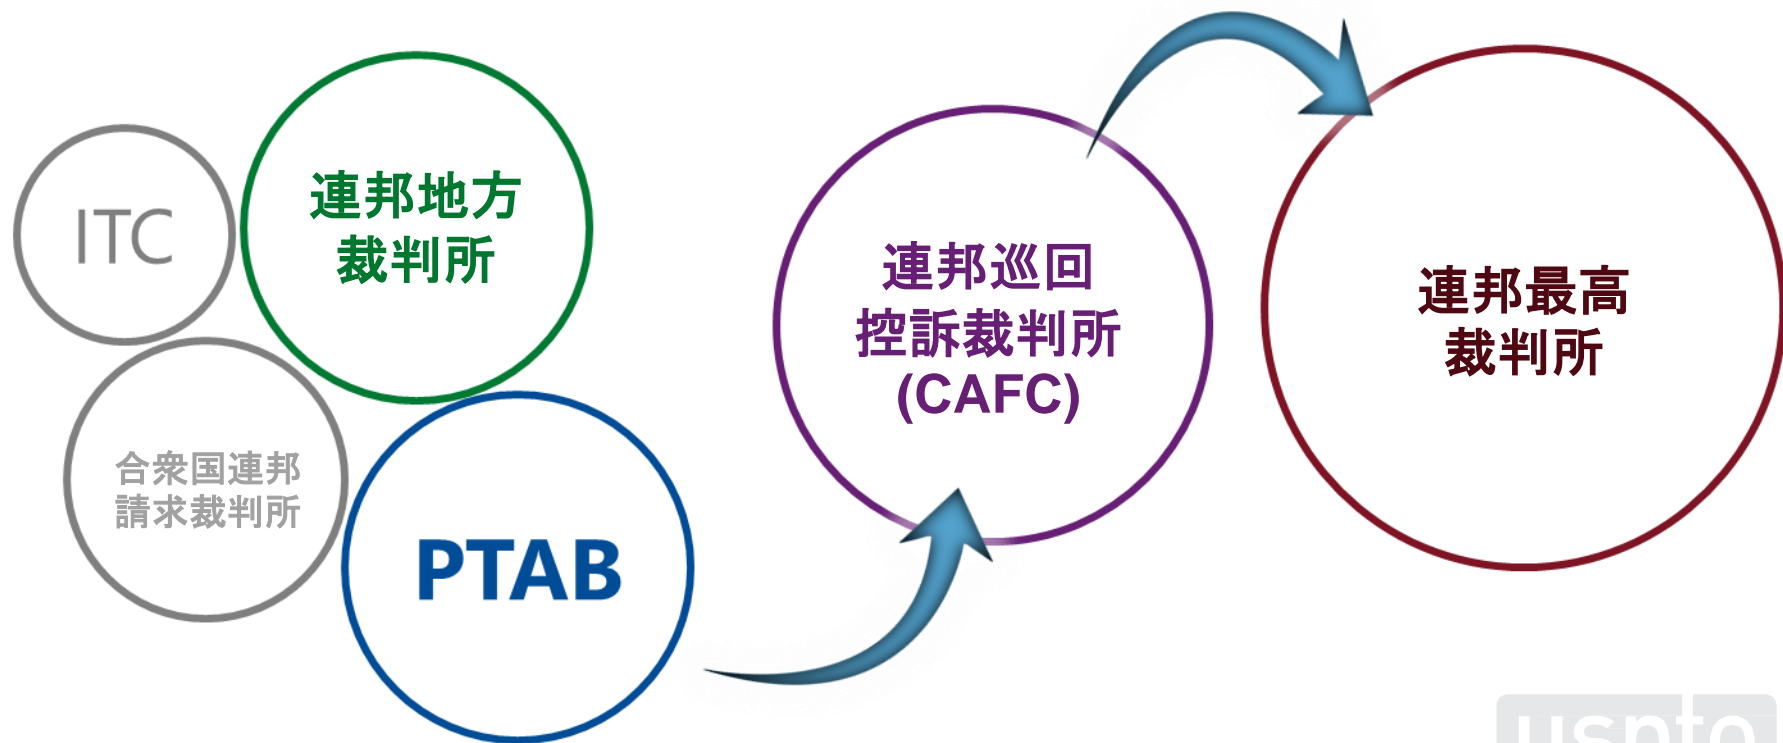 ITC
連邦地方
裁判所
合衆国連邦
請求裁判所
PTAB
連邦巡回
控訴裁判所
(CAFC)
連邦最高
裁判所
uspto